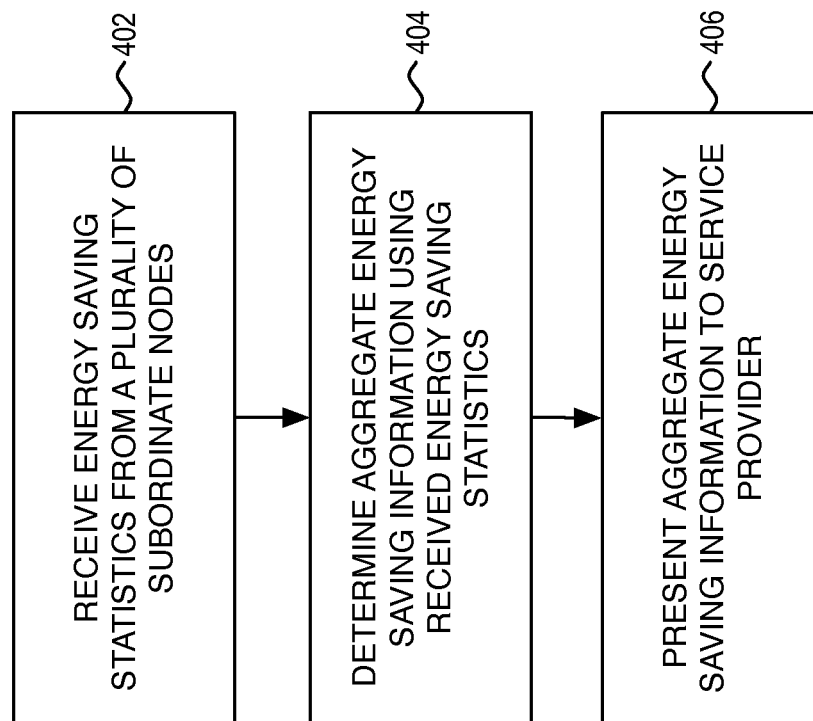 RECEIVE ENERGY SAVING
STATISTICS FROM A PLURALITY OF
SUBORDINATE NODES
402
DETERMINE AGGREGATE ENERGY
SAVING INFORMATION USING
RECEIVED ENERGY SAVING
STATISTICS
404
PRESENT AGGREGATE ENERGY
SAVING INFORMATION TO SERVICE
PROVIDER
406